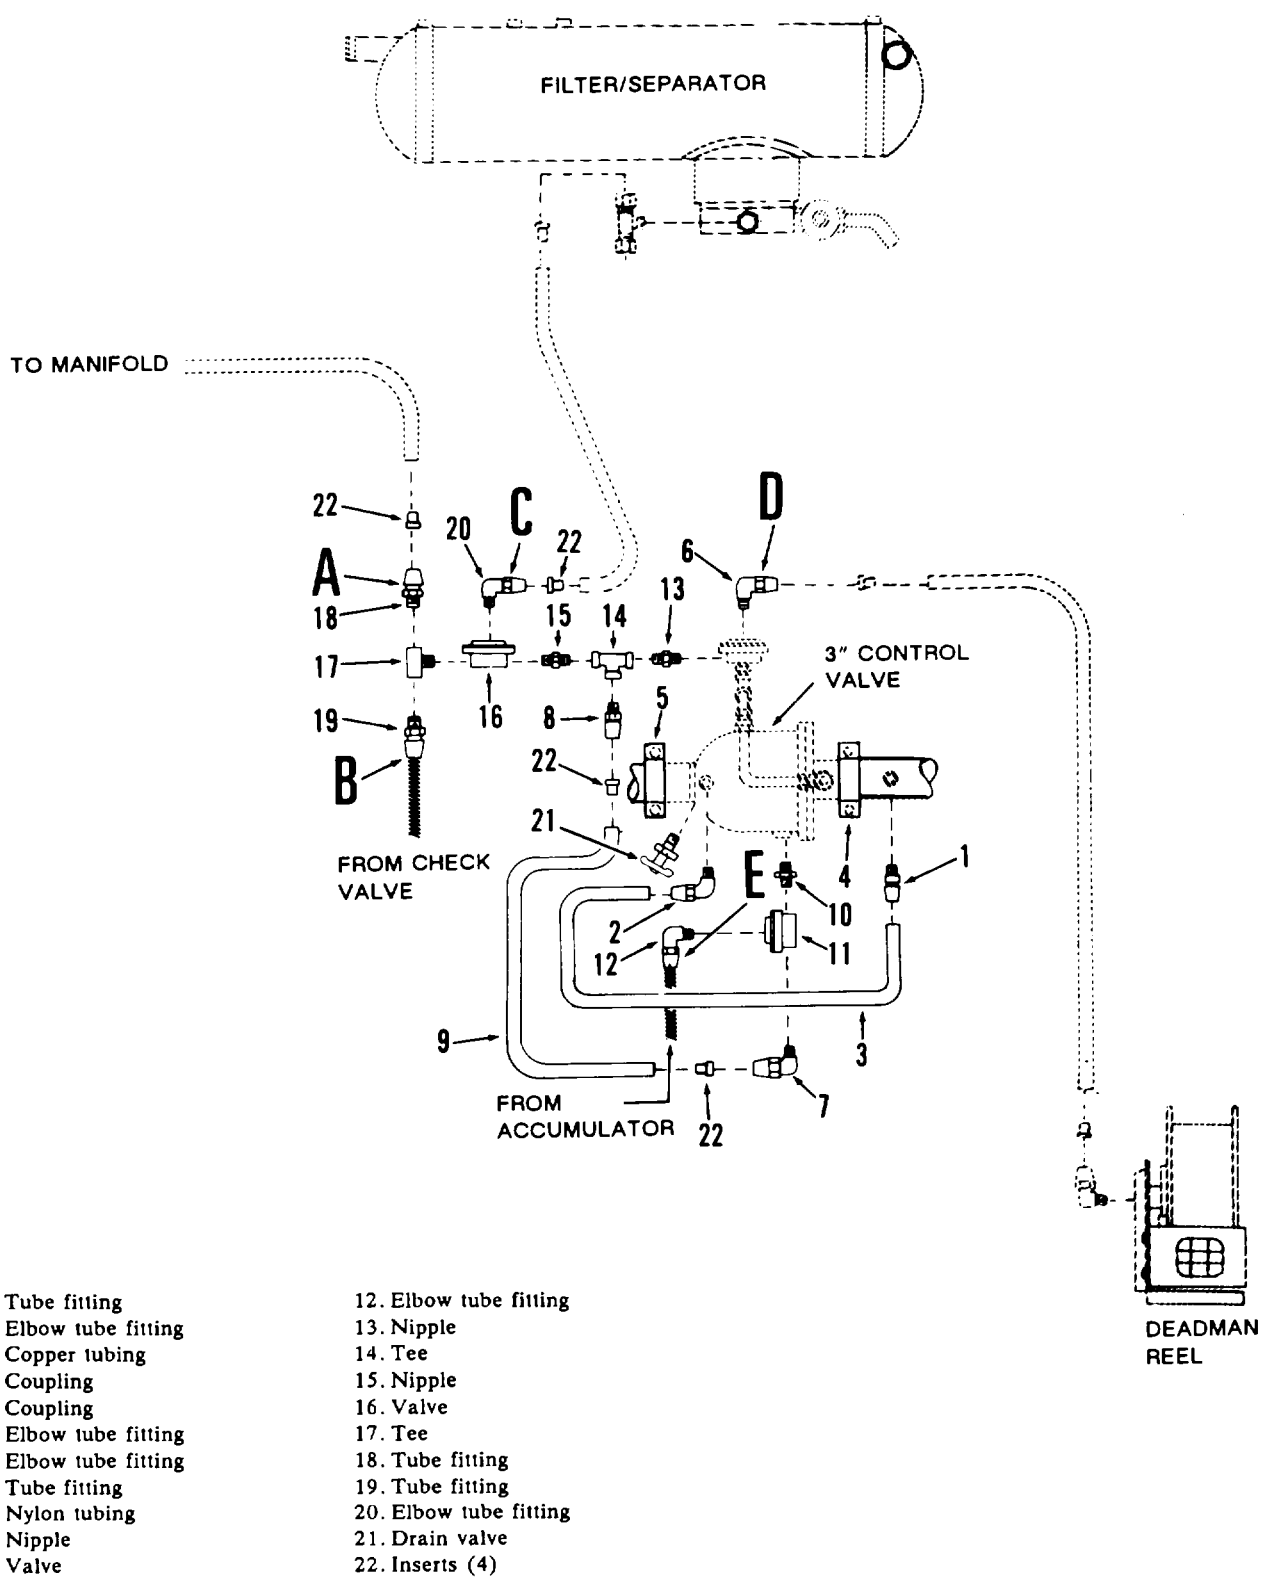 FILTER/SEPARATOR
TO MANIFOLD
22
A
18
17
19
B
FROM CHECK
VALVE
20
C
22
15
14
13
16
8
5
22
21
6
D
3″ CONTROL
VALVE
4
1
2
E
10
12
11
9
3
7
FROM
ACCUMULATOR
22
DEADMAN
REEL
Tube fitting
Elbow tube fitting
Copper tubing
Coupling
Coupling
Elbow tube fitting
Elbow tube fitting
Tube fitting
Nylon tubing
Nipple
Valve
12. Elbow tube fitting
13. Nipple
14. Tee
15. Nipple
16. Valve
17. Tee
18. Tube fitting
19. Tube fitting
20. Elbow tube fitting
21. Drain valve
22. Inserts (4)